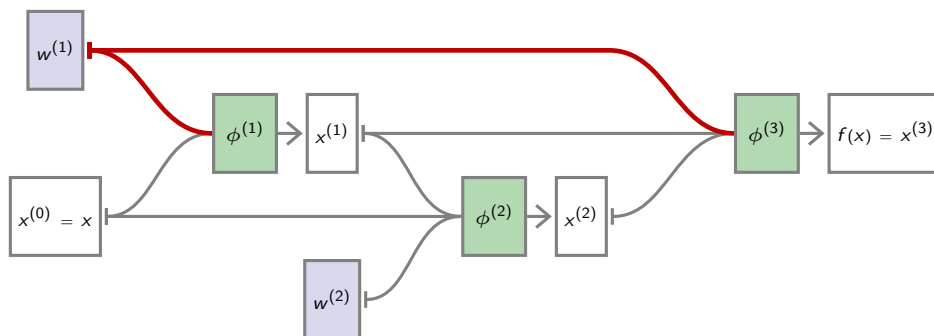 w^{(1)}
ϕ^{(1)}
x^{(1)}
ϕ^{(3)}
f(x) = x^{(3)}
x^{(0)} = x
ϕ^{(2)}
x^{(2)}
w^{(2)}